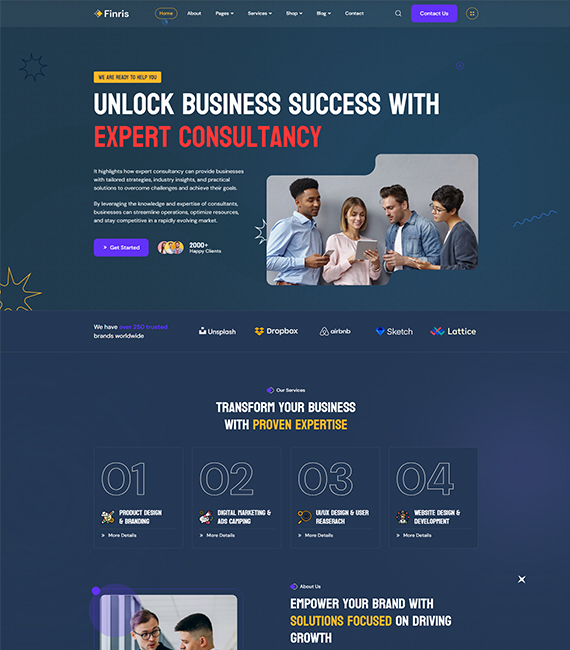 Finris
Home About Pages Services Shop Blog Contact
Contact Us
WE ARE READY TO HELP YOU
UNLOCK BUSINESS SUCCESS WITH
EXPERT CONSULTANCY
It highlights how expert consultancy can provide businesses
with tailored strategies, industry insights, and practical
solutions to overcome challenges and achieve their goals.
By leveraging the knowledge and expertise of consultants,
businesses can streamline operations, optimize resources,
and stay competitive in a rapidly evolving market.
Get Started
2000+
Happy Clients
We have over 250 trusted
brands worldwide
Unsplash
Dropbox
airbnb
Sketch
Lattice
Our Services
TRANSFORM YOUR BUSINESS
WITH PROVEN EXPERTISE
01
PRODUCT DESIGN
& BRANDING
More Details
02
DIGITAL MARKETING &
ADS CAMPING
More Details
03
UI/UX DESIGN & USER
REASERACH
More Details
04
WEBSITE DESIGN &
DEVELOPMENT
More Details
About Us
EMPOWER YOUR BRAND WITH
SOLUTIONS FOCUSED ON DRIVING
GROWTH